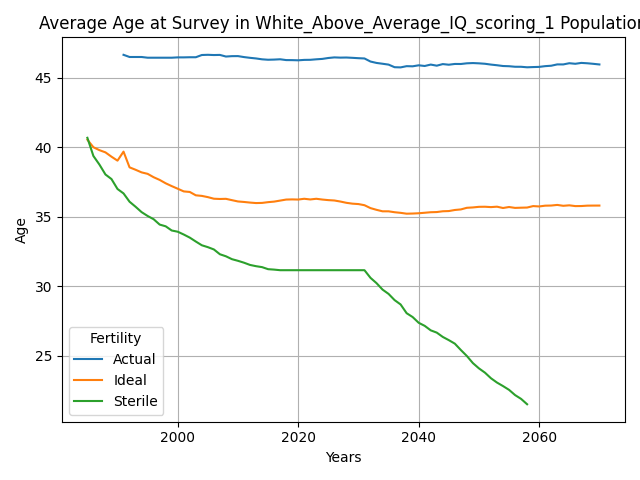 Average Age at Survey in White_Above_Average_IQ_scoring_1 Population
Age
45
40
35
30
25
Fertility
Actual
Ideal
Sterile
2000 2020 2040 2060
Years